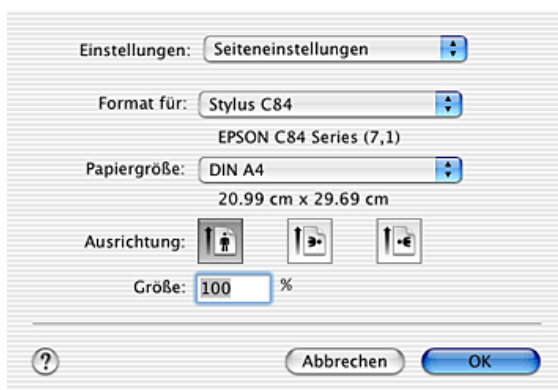 Einstellungen: Seiteneinstellungen
Format für: Stylus C84
EPSON C84 Series (7,1)
Papiergröße: DIN A4
20.99 cm x 29.69 cm
Ausrichtung:
Größe: 100 %
? Abbrechen OK